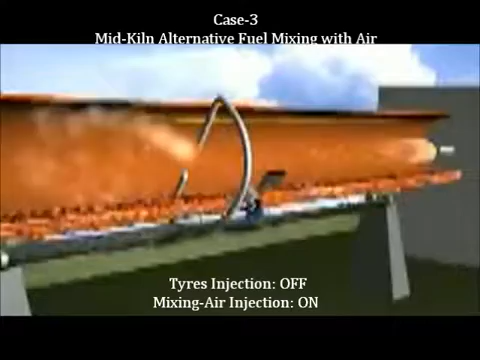 Case-3
Mid-Kiln Alternative Fuel Mixing with Air
Tyres Injection: OFF
Mixing-Air Injection: ON